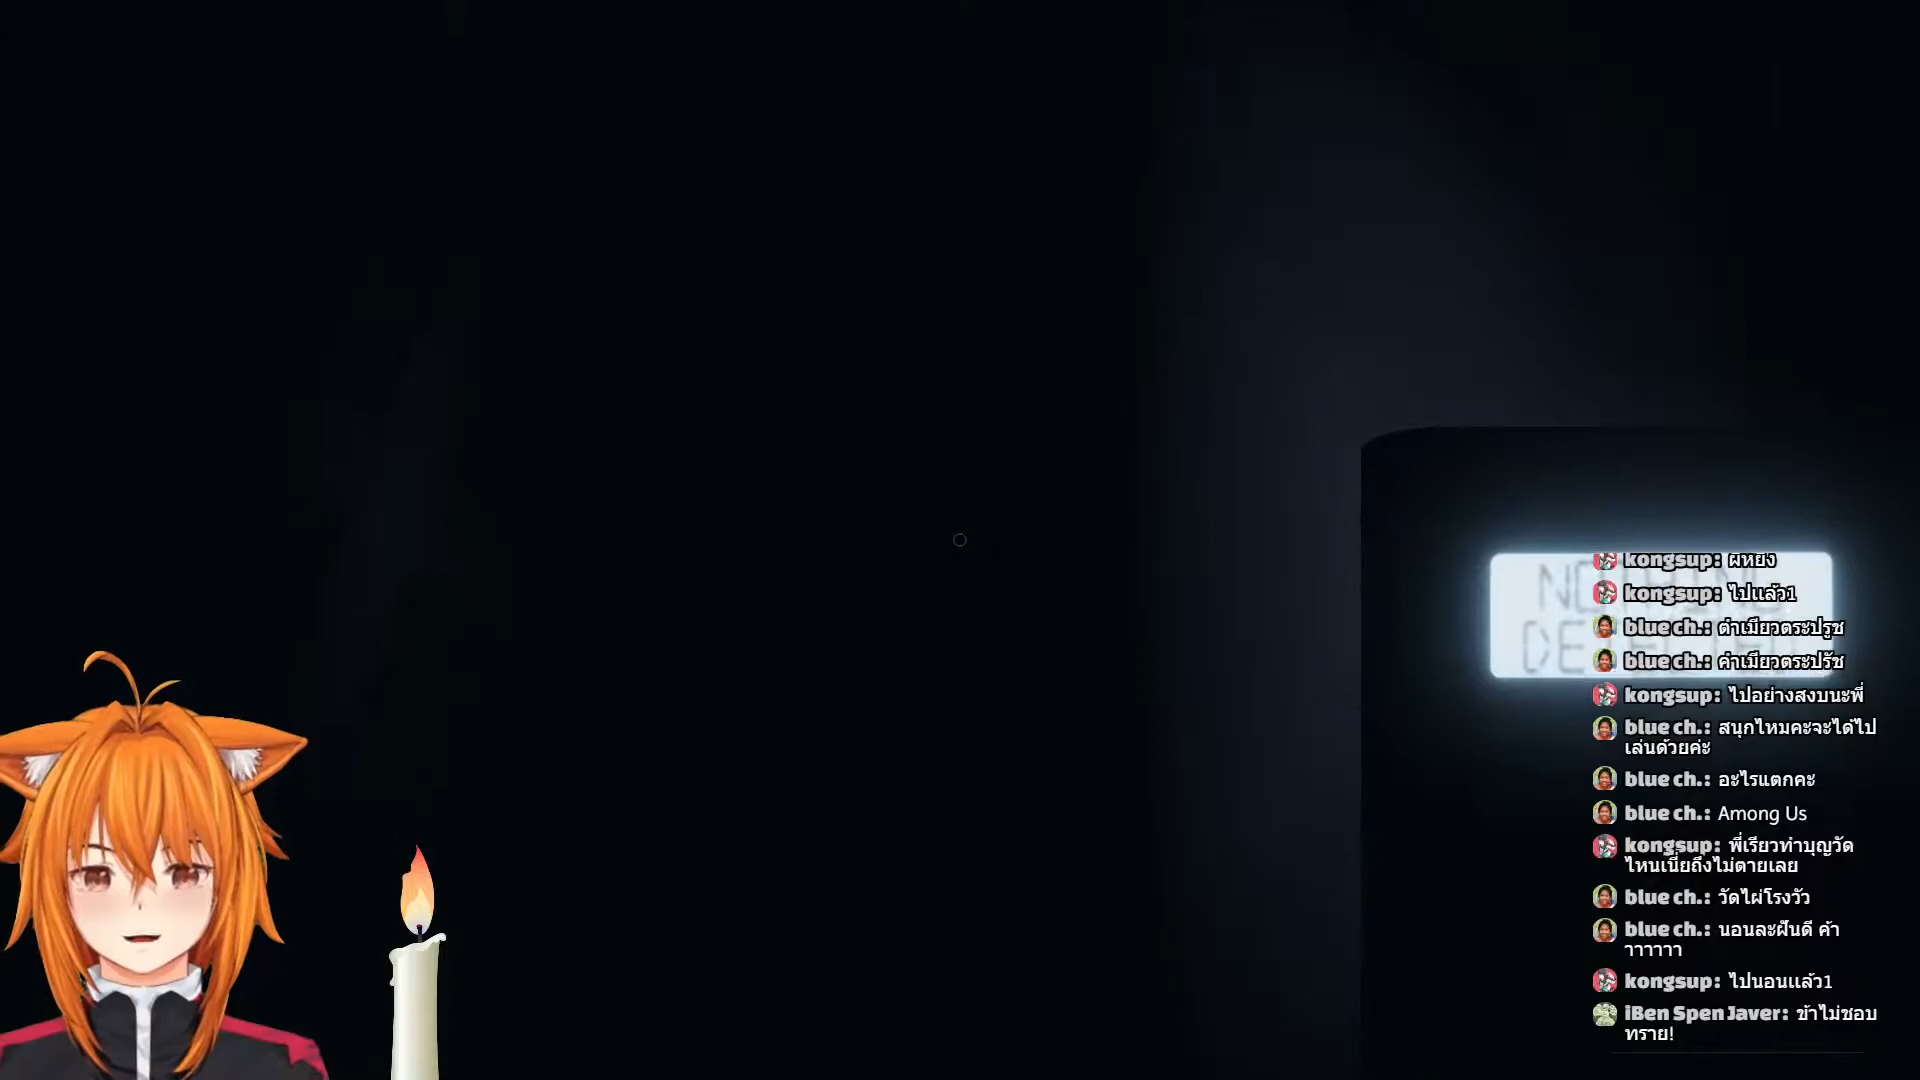 NOTHING
DETECTED
kongsup: ผีหยัง
kongsup: ไปแล้ว1
blue ch.: ต่ำเมียวตระปรูซ
blue ch.: ค่ำเมียวตระปรัช
kongsup: ไปอย่างสงบนะพี่
blue ch.: สนุกไหมคะจะได้ไป
เล่นด้วยค่ะ
blue ch.: อะไรแตกคะ
blue ch.: Among Us
kongsup: พี่เรียวทำบุญวัด
ไหนเนี่ยถึงไม่ตายเลย
blue ch.: วัดไผ่โรงวัว
blue ch.: นอนละฝันดี ค้า
าาาาาา
kongsup: ไปนอนแล้ว1
iBen Spen Javer: ข้าไม่ชอบ
ทราย!